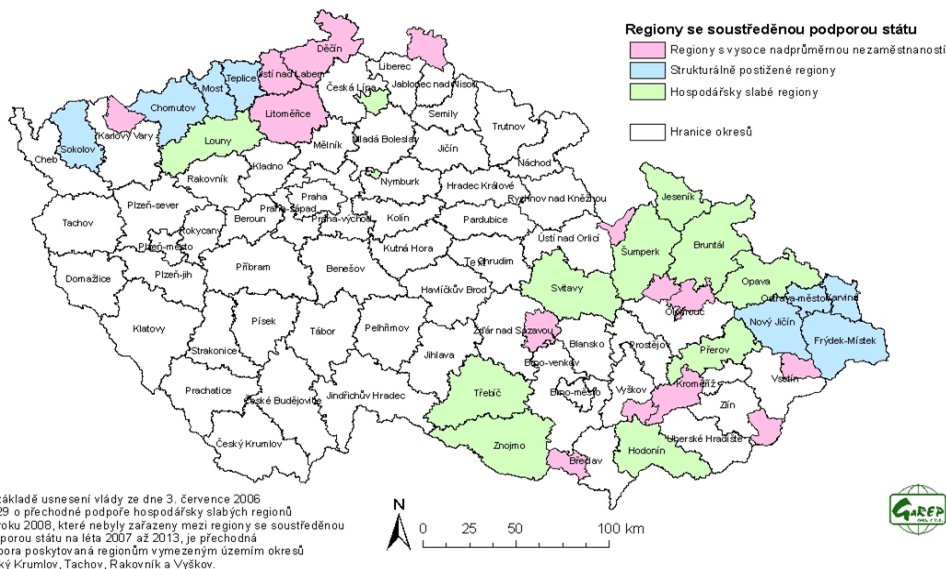 Regiony se soustředěnou podporou státu
Regiony s vysoce nadprůměrnou nezaměstnaností
Strukturálně postižené regiony
Hospodářsky slabé regiony
Hranice okresů
Děčín
Liberec
Ústí nad Labem
Teplice
Česká Lípa
Jablonec nad Nisou
Most
Chomutov
Litoměřice
Semily
Trutnov
Karlovy Vary
Sokolov
Cheb
Louny
Mělník
Mladá Boleslav
Jičín
Náchod
Kladno
Rakovník
Nymburk
Hradec Králové
Rychnov nad Kněžnou
Jeseník
Praha
Praha-západ
Praha-východ
Plzeň-sever
Beroun
Kolín
Pardubice
Tachov
Rokycany
Ústí nad Orlicí
Šumperk
Bruntál
Plzeň-město
Kutná Hora
Chrudim
Opava
Domažlice
Plzeň-jih
Příbram
Benešov
Havlíčkův Brod
Svitavy
Ostrava-město
Karviná
Olomouc
Nový Jičín
Klatovy
Písek
Tábor
Pelhřimov
Žďár nad Sázavou
Blansko
Prostějov
Frýdek-Místek
Strakonice
Jihlava
Brno-venkov
Přerov
Vsetín
Prachatice
České Budějovice
Jindřichův Hradec
Třebíč
Brno-město
Vyškov
Kroměříž
Zlín
Český Krumlov
Znojmo
Břeclav
Hodonín
Uherské Hradiště
základě usnesení vlády ze dne 3. července 2006
29 o přechodné podpoře hospodářsky slabých regionů
roku 2008, které nebyly zařazeny mezi regiony se soustředěnou
porou státu na léta 2007 až 2013, je přechodná
pora poskytovaná regionům vymezeným územím okresů
ký Krumlov, Tachov, Rakovník a Vyškov.
N
0 25 50 100 km
GaREP